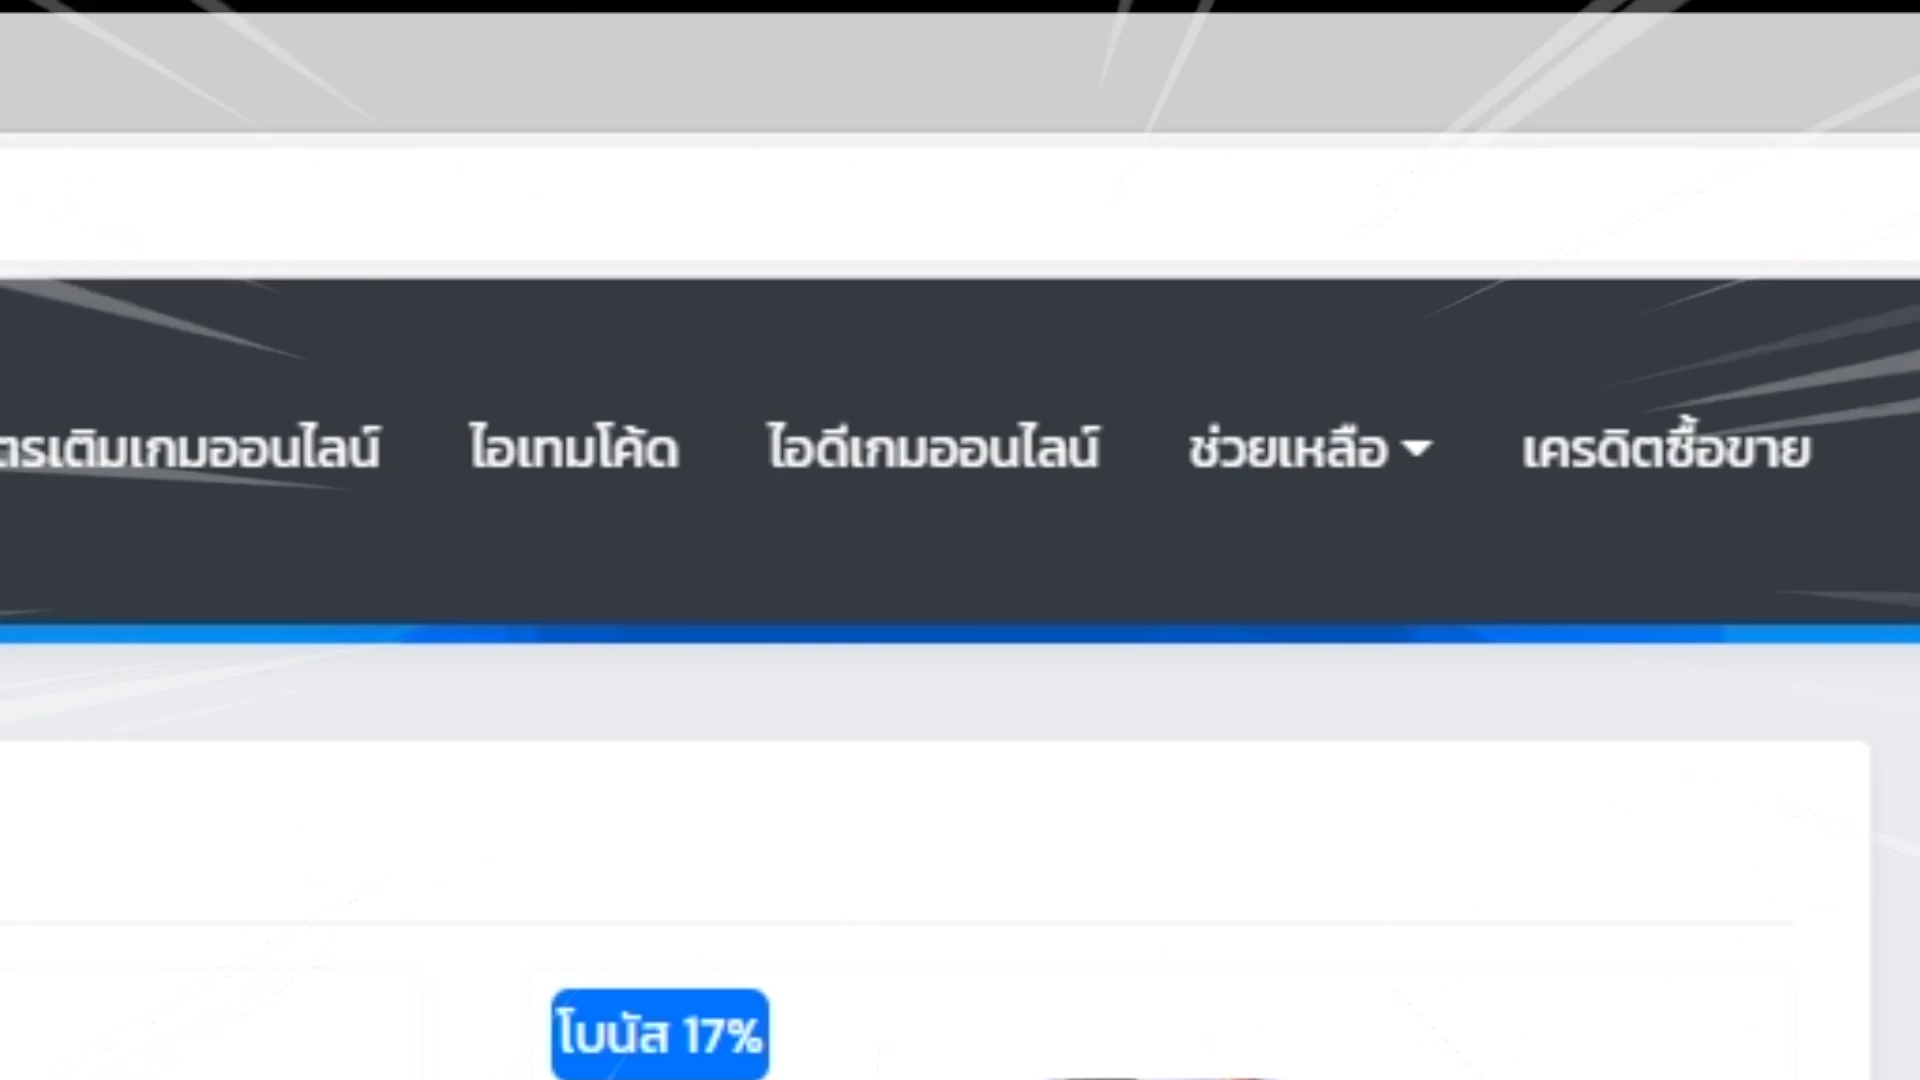 ตรเติมเกมออนไลน์ ไอเทมโค้ด ไอดีเกมออนไลน์ ช่วยเหลือ เครดิตซื้อขาย
โบนัส 17%